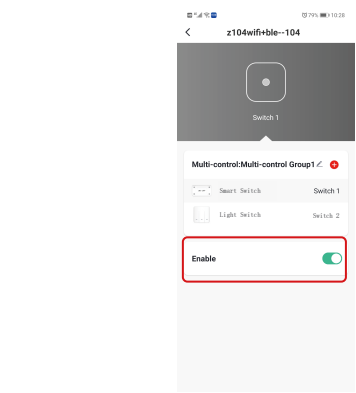 79% 10:28
z104wifi+ble--104
Switch 1
Multi-control:Multi-control Group1
Smart Switch Switch 1
Light Switch Switch 2
Enable